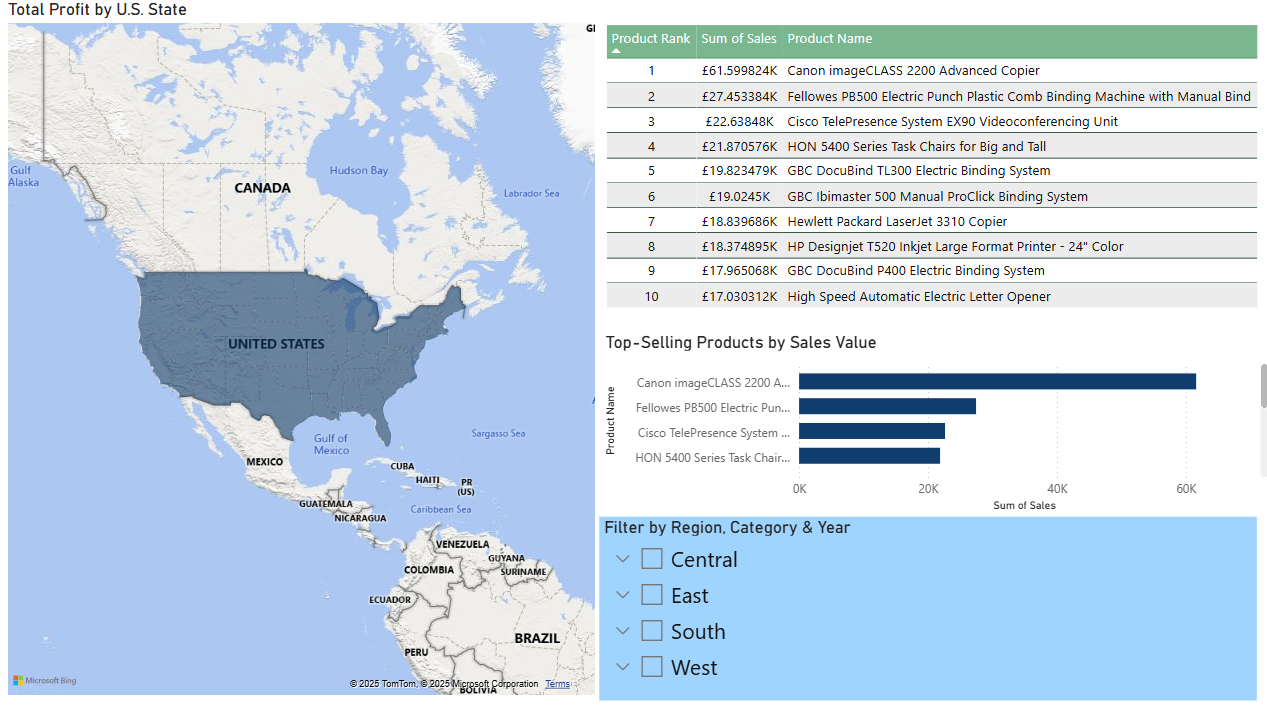 Total Profit by U.S. State
Gulf
Alaska
CANADA
Hudson Bay
Labrador Sea
UNITED STATES
Gulf of
Mexico
Sargasso Sea
MEXICO
CUBA
HAITI
PR
(US)
GUATEMALA
Caribbean Sea
NICARAGUA
VENEZUELA
GUYANA
COLOMBIA
SURINAME
ECUADOR
BRAZIL
PERU
BOLIVIA
Microsoft Bing
© 2025 TomTom, © 2025 Microsoft Corporation Terms
Product Rank Sum of Sales Product Name
1 £61.599824K Canon imageCLASS 2200 Advanced Copier
2 £27.453384K Fellowes PB500 Electric Punch Plastic Comb Binding Machine with Manual Bind
3 £22.63848K Cisco TelePresence System EX90 Videoconferencing Unit
4 £21.870576K HON 5400 Series Task Chairs for Big and Tall
5 £19.823479K GBC DocuBind TL300 Electric Binding System
6 £19.0245K GBC Ibimaster 500 Manual ProClick Binding System
7 £18.839686K Hewlett Packard LaserJet 3310 Copier
8 £18.374895K HP Designjet T520 Inkjet Large Format Printer - 24" Color
9 £17.965068K GBC DocuBind P400 Electric Binding System
10 £17.030312K High Speed Automatic Electric Letter Opener
Top-Selling Products by Sales Value
Product Name
Canon imageCLASS 2200 A...
Fellowes PB500 Electric Pun...
Cisco TelePresence System ...
HON 5400 Series Task Chair...
0K 20K 40K 60K
Sum of Sales
Filter by Region, Category & Year
Central
East
South
West